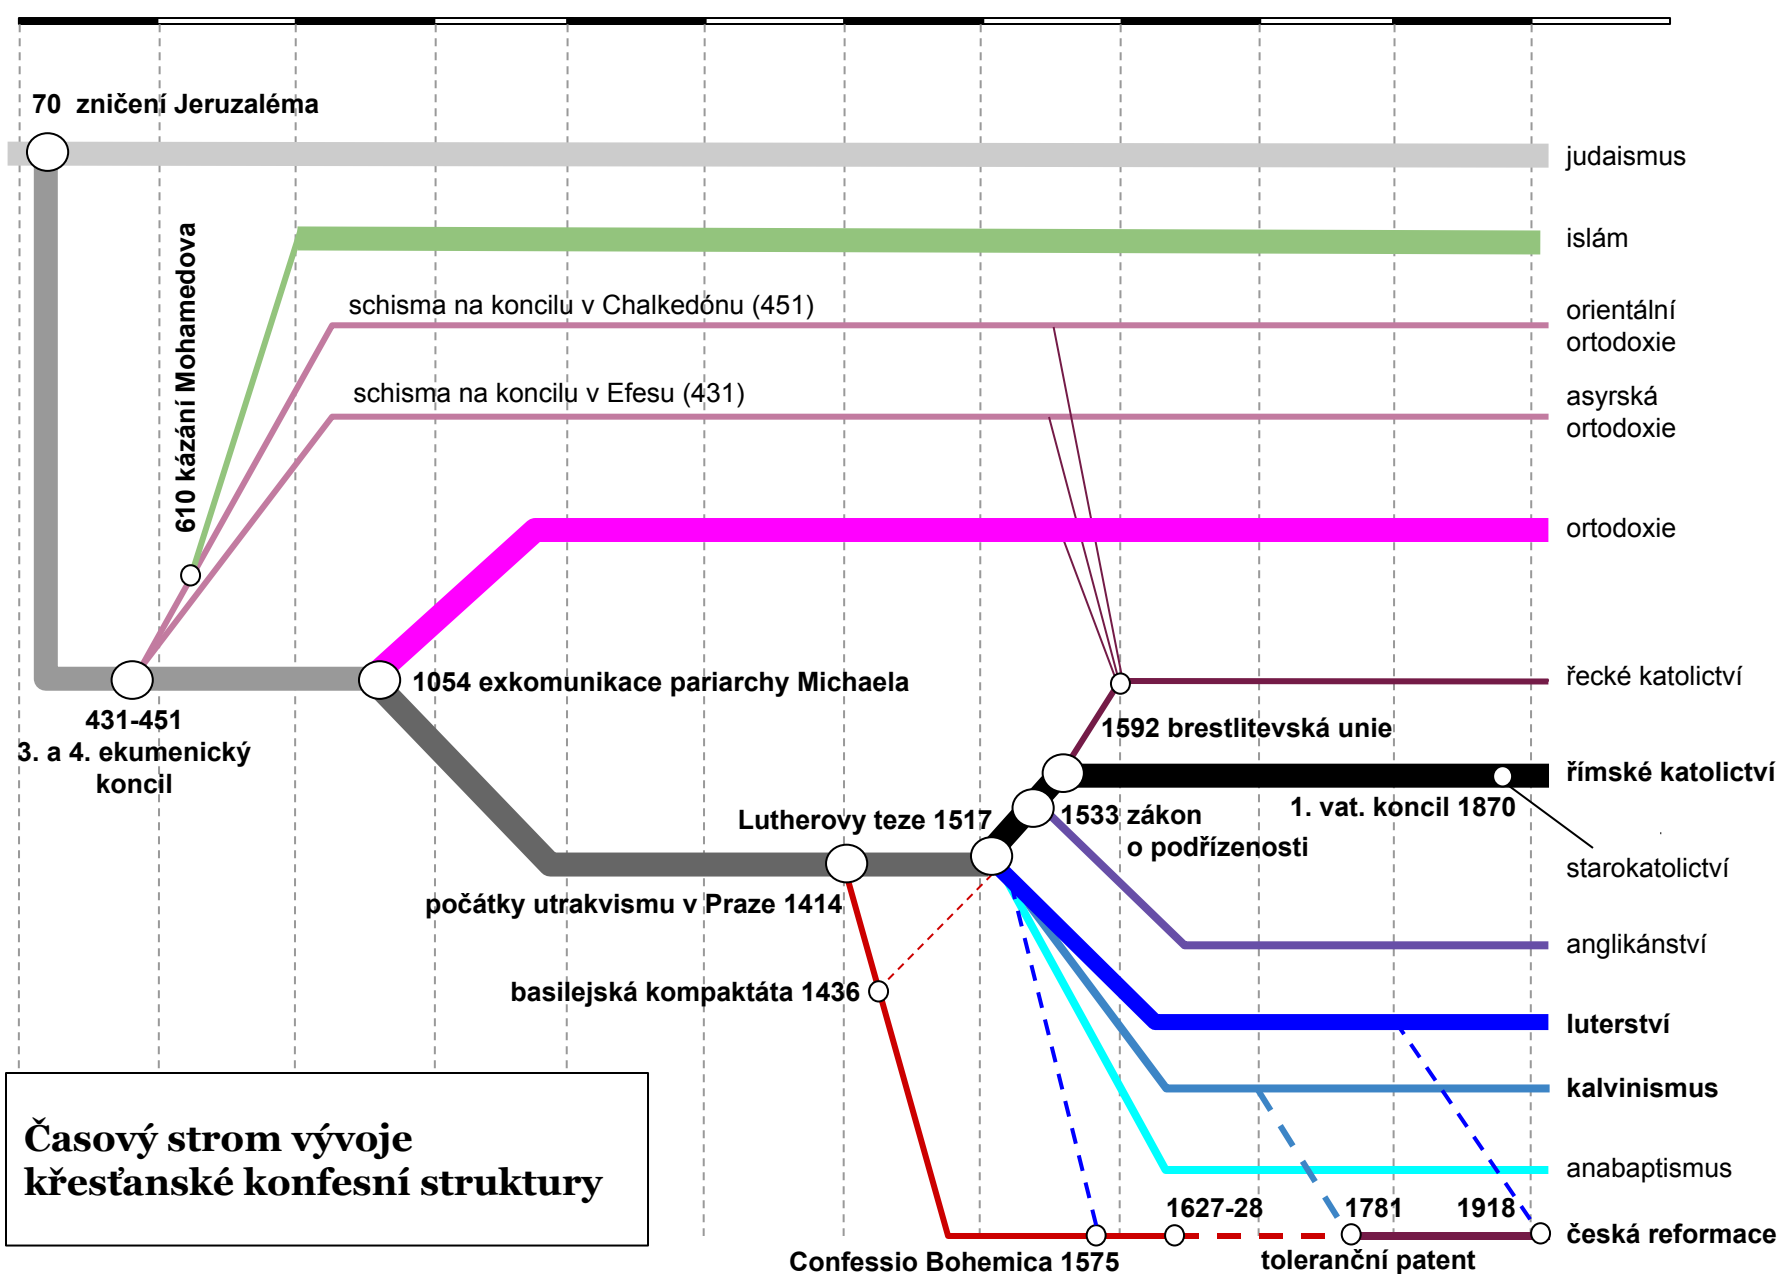 70  zničení Jeruzaléma
judaismus
610 kázání Mohamedova
islám
schisma na koncilu v Chalkedónu (451)
orientální
ortodoxie
schisma na koncilu v Efesu (431)
asyrská
ortodoxie
ortodoxie
1054 exkomunikace pariarchy Michaela
řecké katolictví
431-451
3. a 4. ekumenický
koncil
1592 brestlitevská unie
římské katolictví
1. vat. koncil 1870
Lutherovy teze 1517
1533 zákon
o podřízenosti
starokatolictví
počátky utrakvismu v Praze 1414
anglikánství
basilejská kompaktáta 1436
luterství
kalvinismus
Časový strom vývoje
křesťanské konfesní struktury
anabaptismus
1627-28
1781
1918
česká reformace
Confessio Bohemica 1575
toleranční patent